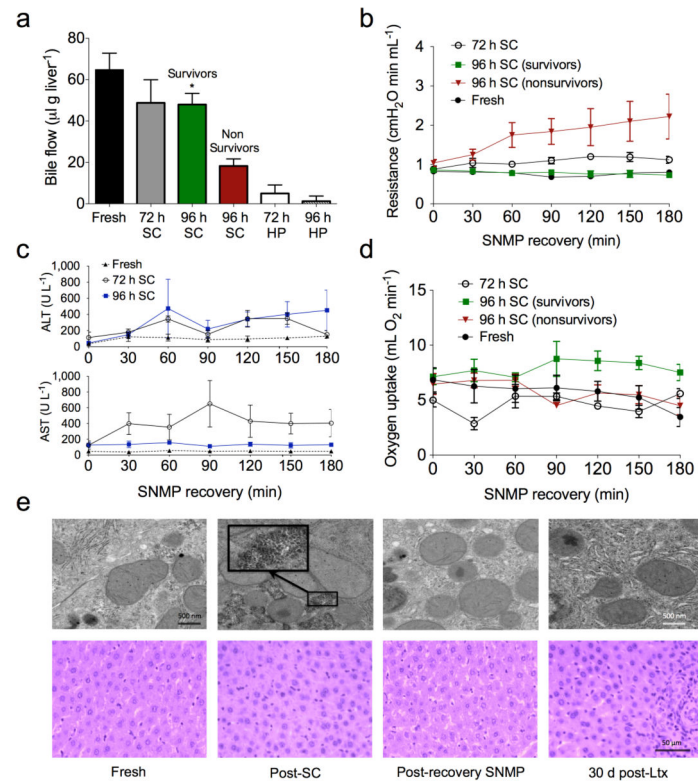 a
Bile flow (µl g liver⁻¹)
80
60
40
20
0
Survivors
*
Non
Survivors
Fresh
72 h
SC
96 h
SC
96 h
SC
72 h
HP
96 h
HP
b
72 h SC
96 h SC (survivors)
96 h SC (nonsurvivors)
Fresh
Resistance (cmH₂O min mL⁻¹)
4
3
2
1
0
0 30 60 90 120 150 180
SNMP recovery (min)
c
Fresh
72 h SC
96 h SC
ALT (U L⁻¹)
1,000
800
600
400
200
0
0 30 60 90 120 150 180
AST (U L⁻¹)
1,000
800
600
400
200
0
0 30 60 90 120 150 180
SNMP recovery (min)
d
72 h SC
96 h SC (survivors)
96 h SC (nonsurvivors)
Fresh
Oxygen uptake (mL O₂ min⁻¹)
15
10
5
0
0 30 60 90 120 150 180
SNMP recovery (min)
e
500 nm
500 nm
50 µm
Fresh
Post-SC
Post-recovery SNMP
30 d post-Ltx